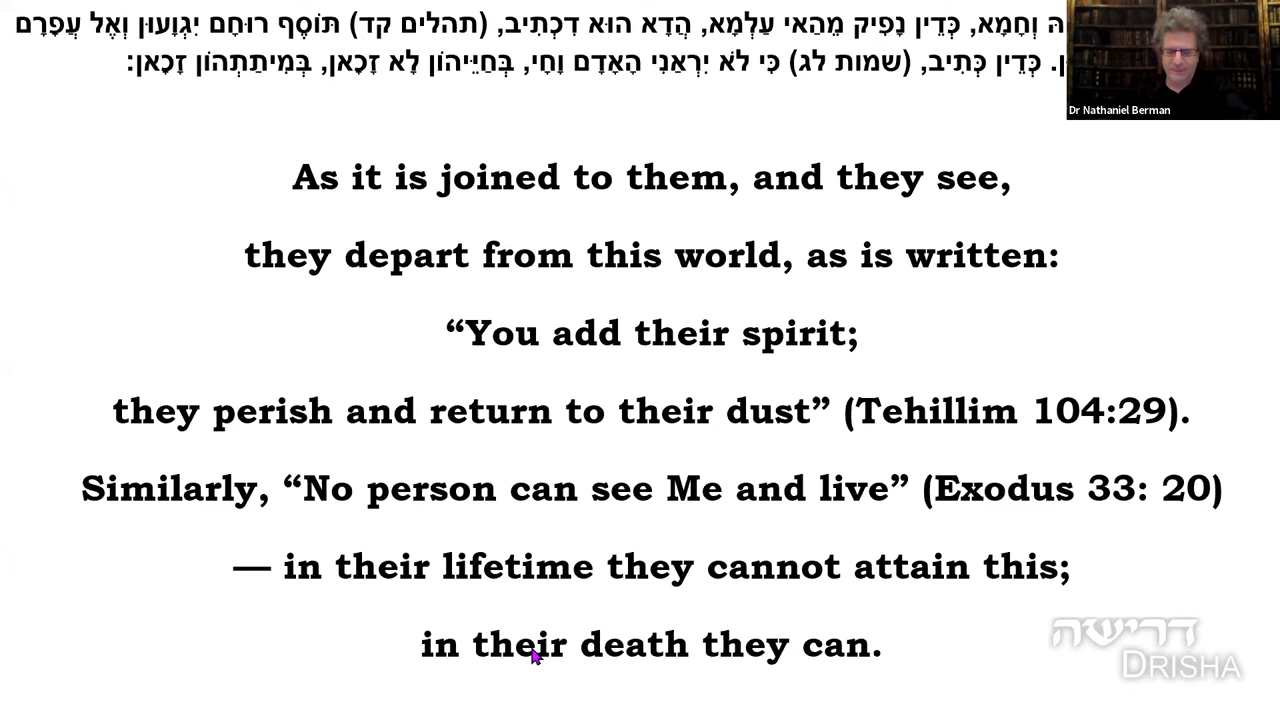 וְחָמָא, כְּדֵין נָפִיק מֵהַאי עַלְמָא, הֲדָא הוּא דִכְתִיב, (תהלים קד) תּוֹסֵף רוּחָם יִגְוָעוּן וְאֶל עֲפָרָם
כְּדֵין כְּתִיב, (שמות לג) כִּי לֹא יִרְאַנִי הָאָדָם וָחָי, בְּחַיֵּיהוֹן לָא זָכָאן, בְּמִיתַתְהוֹן זָכָאן:
Dr Nathaniel Berman
As it is joined to them, and they see,
they depart from this world, as is written:
“You add their spirit;
they perish and return to their dust” (Tehillim 104:29).
Similarly, “No person can see Me and live” (Exodus 33: 20)
— in their lifetime they cannot attain this;
in their death they can.
דרישה
DRISHA